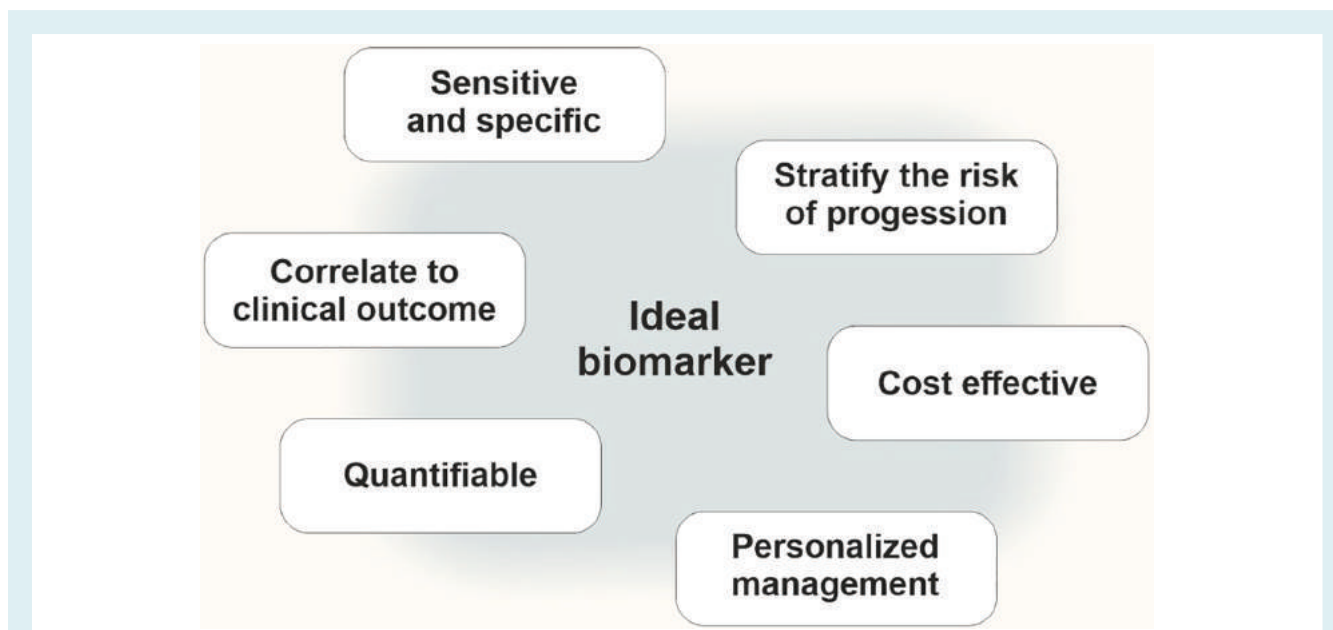 Sensitive
and specific
Stratify the risk
of progession
Correlate to
clinical outcome
Ideal
biomarker
Cost effective
Quantifiable
Personalized
management